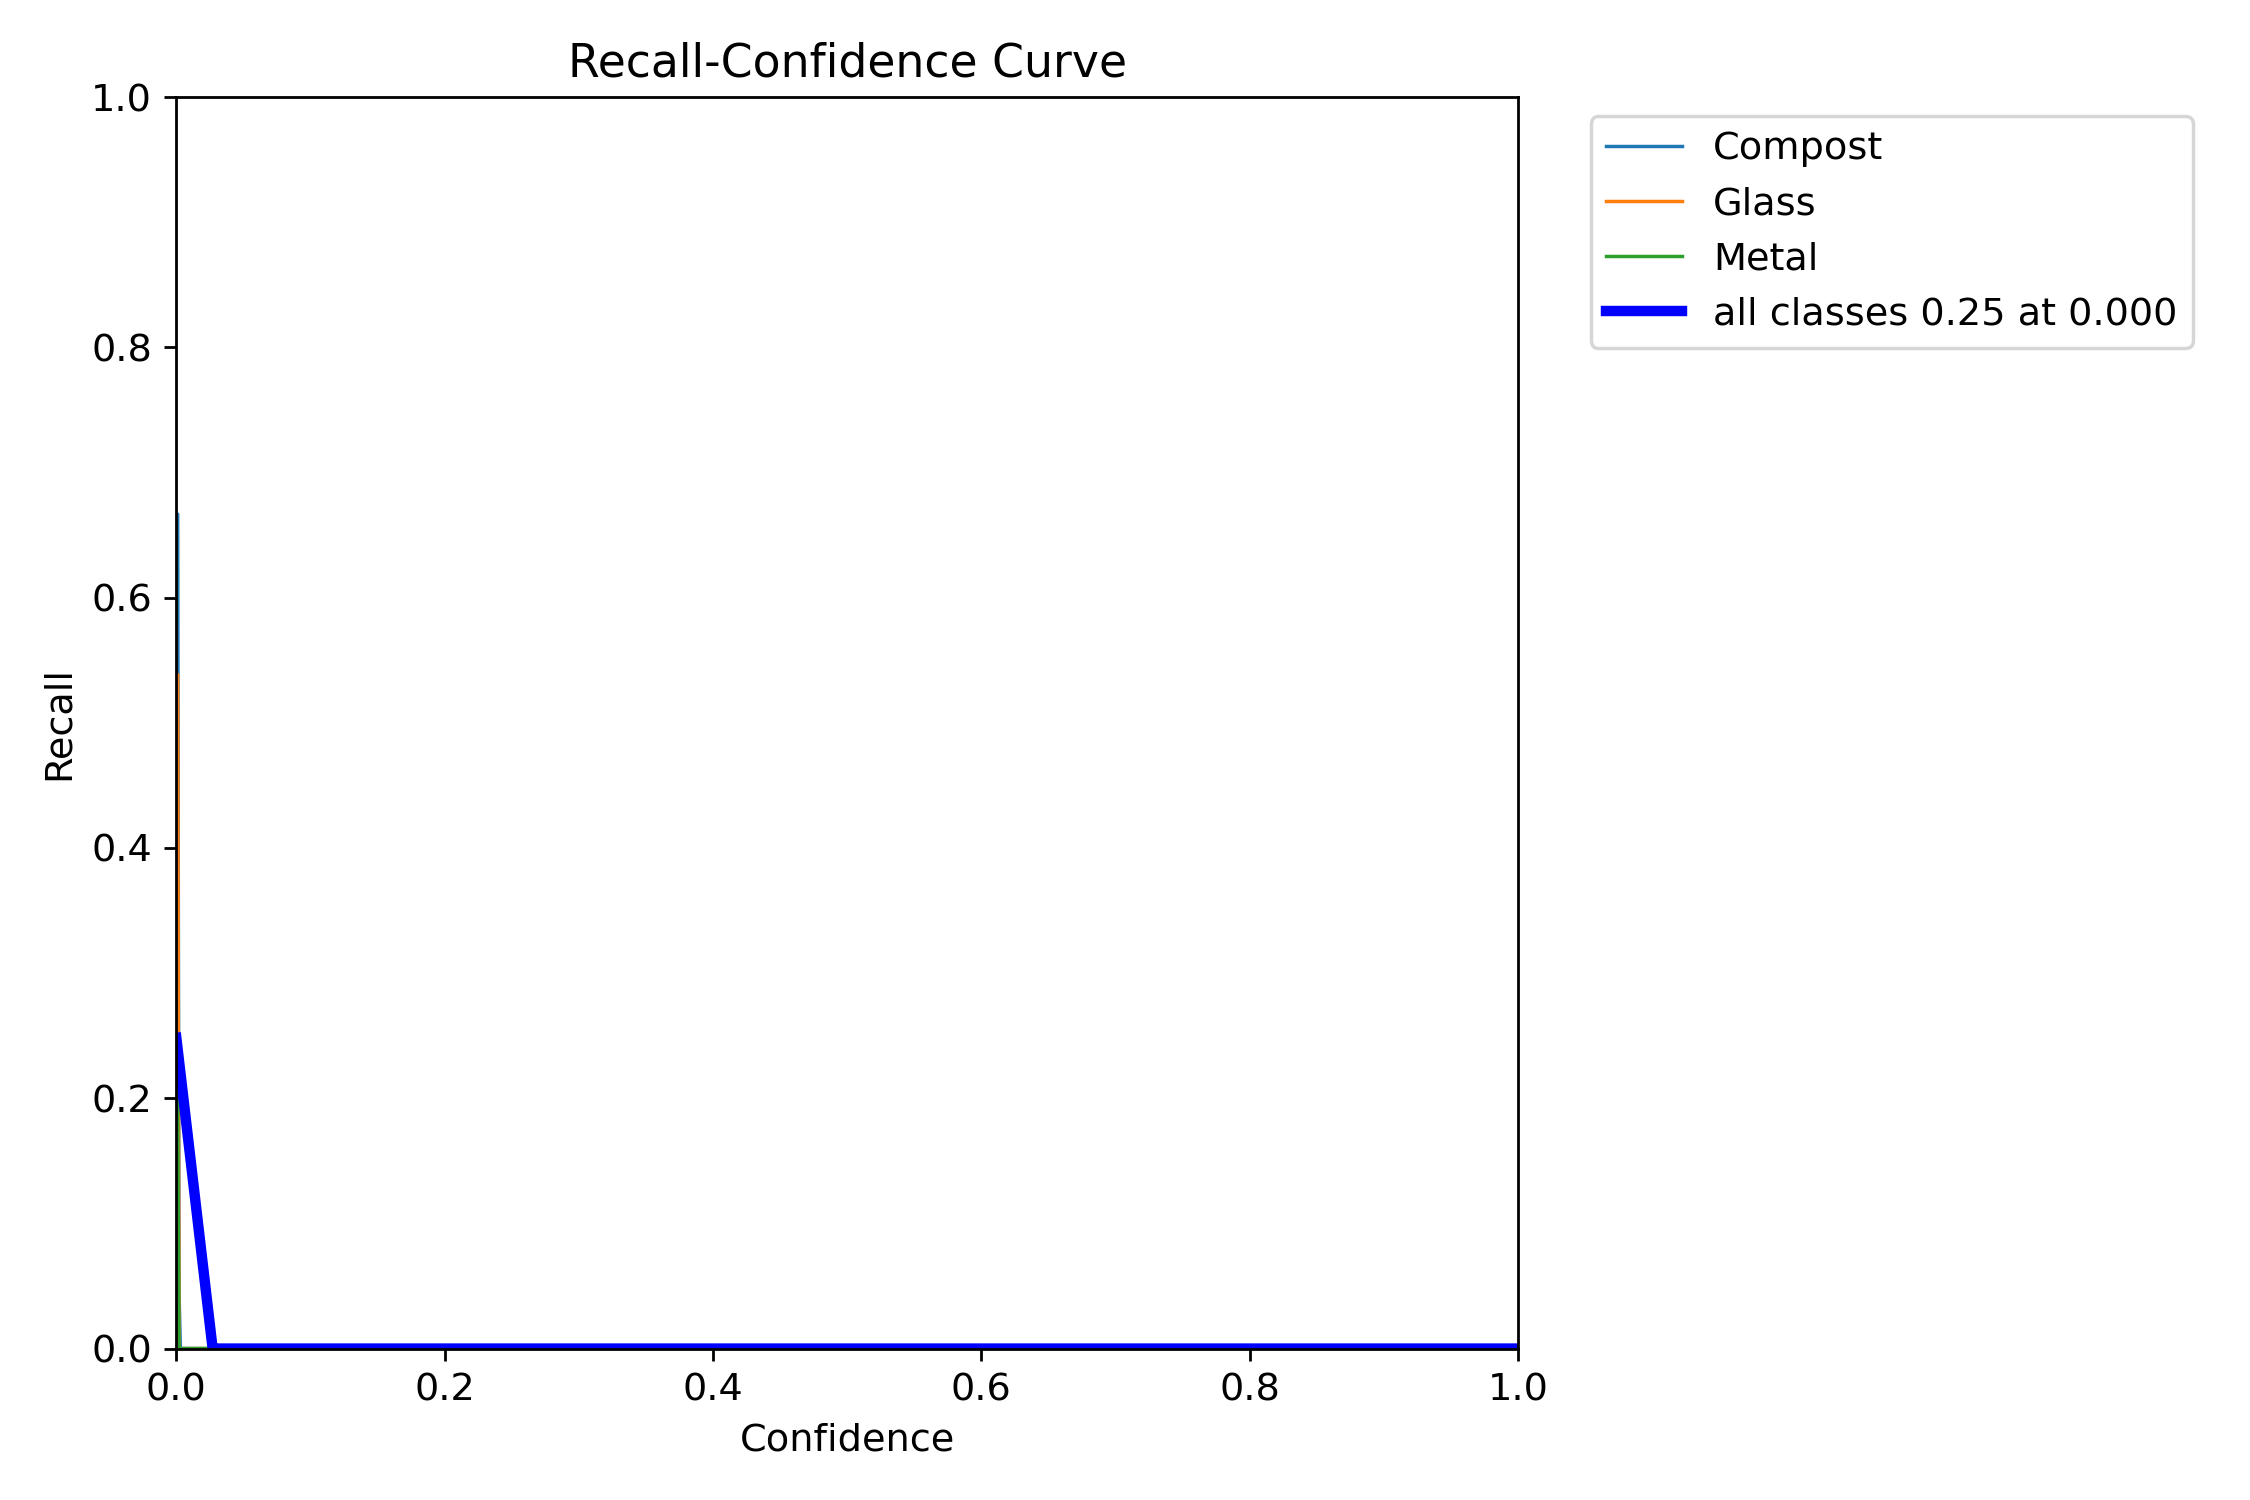 Recall-Confidence Curve
1.0
0.8
0.6
0.4
0.2
0.0
Recall
0.0 0.2 0.4 0.6 0.8 1.0
Confidence
Compost
Glass
Metal
all classes 0.25 at 0.000